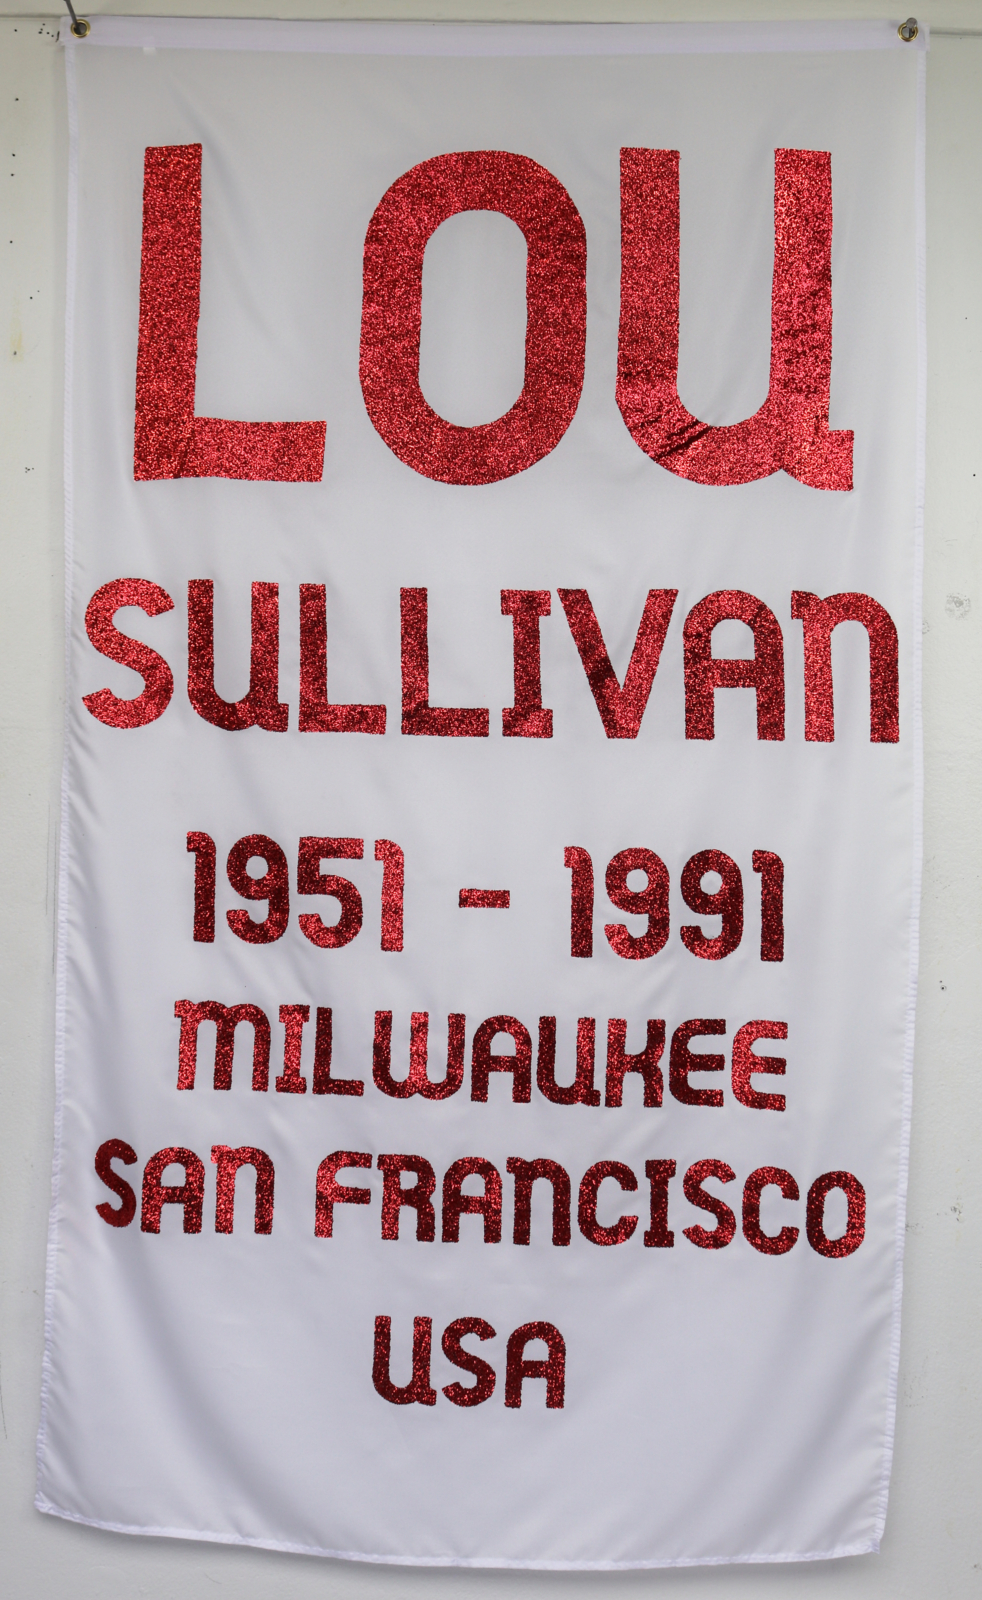 LOU
SULLIVAN
1951 - 1991
MILWAUKEE
SAN FRANCISCO
USA